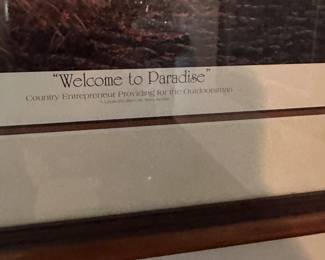 "Welcome to Paradise"
Country Entrepreneur Providing for the Outdoorsman